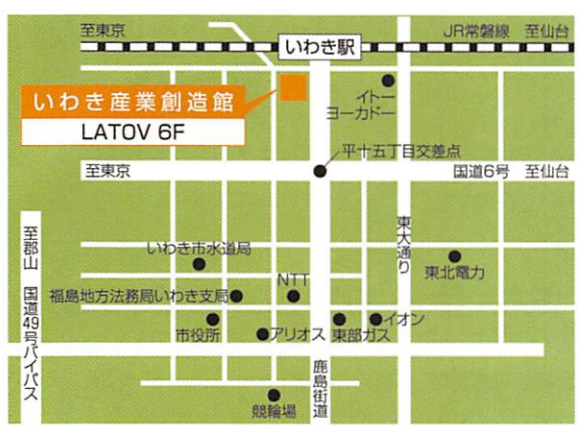 至東京
JR常磐線 至仙台
いわき駅
いわき産業創造館
LATOV 6F
イトー
ヨーカドー
平十五丁目交差点
至東京
国道6号 至仙台
至郡山 国道49号バイパス
東大通り
いわき市水道局
東北電力
福島地方法務局いわき支局
NTT
市役所
アリオス
東部ガス
イオン
鹿島街道
競輪場